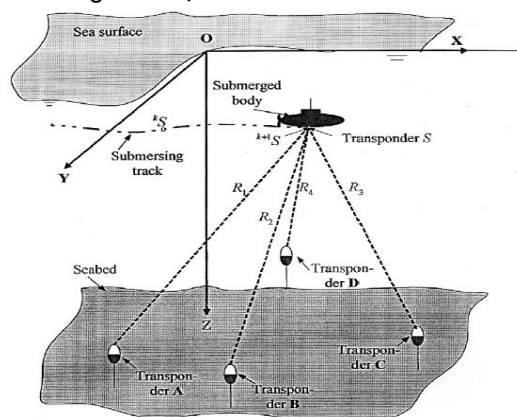 Sea surface
O
X
Submerged
body
kS
k+1S
Transponder S
Submersing
track
Y
R1
R2
R4
R3
Seabed
Transpon-
der D
Z
Transpon-
der A
Transpon-
der B
Transpon-
der C